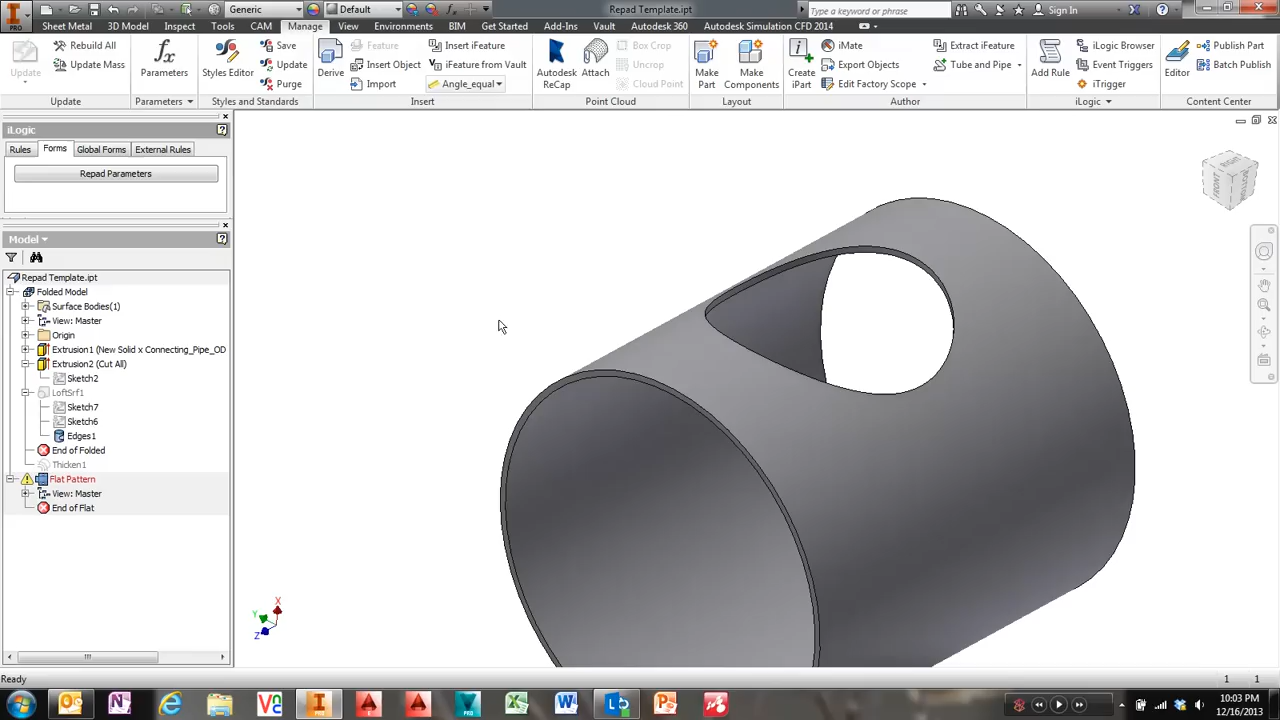 Generic
Default
Repad Template.ipt
Type a keyword or phrase
Sign In
PRO
Sheet Metal
3D Model
Inspect
Tools
CAM
Manage
View
Environments
BIM
Get Started
Add-Ins
Vault
Autodesk 360
Autodesk Simulation CFD 2014
Update
Rebuild All
Update Mass
Update
fx
Parameters
Parameters
Styles Editor
Save
Update
Purge
Styles and Standards
Derive
Feature
Insert Object
Import
Insert iFeature
iFeature from Vault
Angle_equal
Insert
Autodesk
ReCap
Attach
Box Crop
Uncrop
Cloud Point
Point Cloud
Make
Part
Make
Components
Layout
Create
iPart
iMate
Export Objects
Edit Factory Scope
Extract iFeature
Tube and Pipe
Author
Add Rule
iLogic Browser
Event Triggers
iTrigger
iLogic
Editor
Publish Part
Batch Publish
Content Center
iLogic
Rules
Forms
Global Forms
External Rules
Repad Parameters
Model
Repad Template.ipt
Folded Model
Surface Bodies(1)
View: Master
Origin
Extrusion1 (New Solid x Connecting_Pipe_OD
Extrusion2 (Cut All)
Sketch2
LoftSrf1
Sketch7
Sketch6
Edges1
End of Folded
Thicken1
Flat Pattern
View: Master
End of Flat
X
Y
Z
Ready
1
1
10:03 PM
12/16/2013